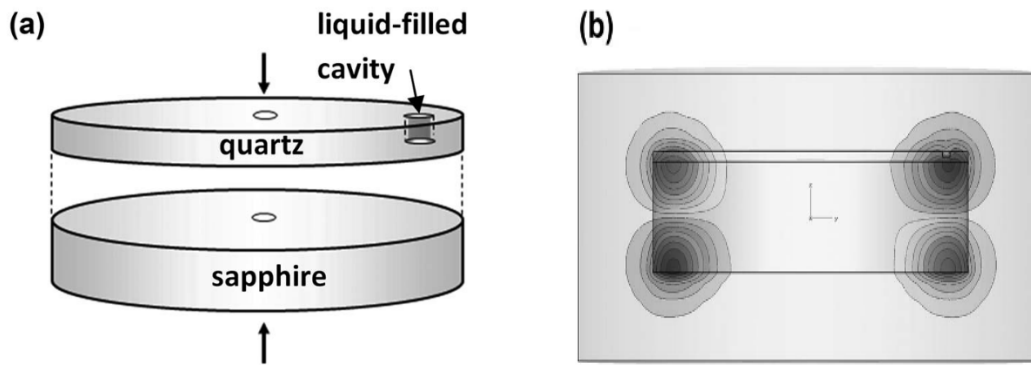 (a)
liquid-filled
cavity
quartz
sapphire
(b)
z
y